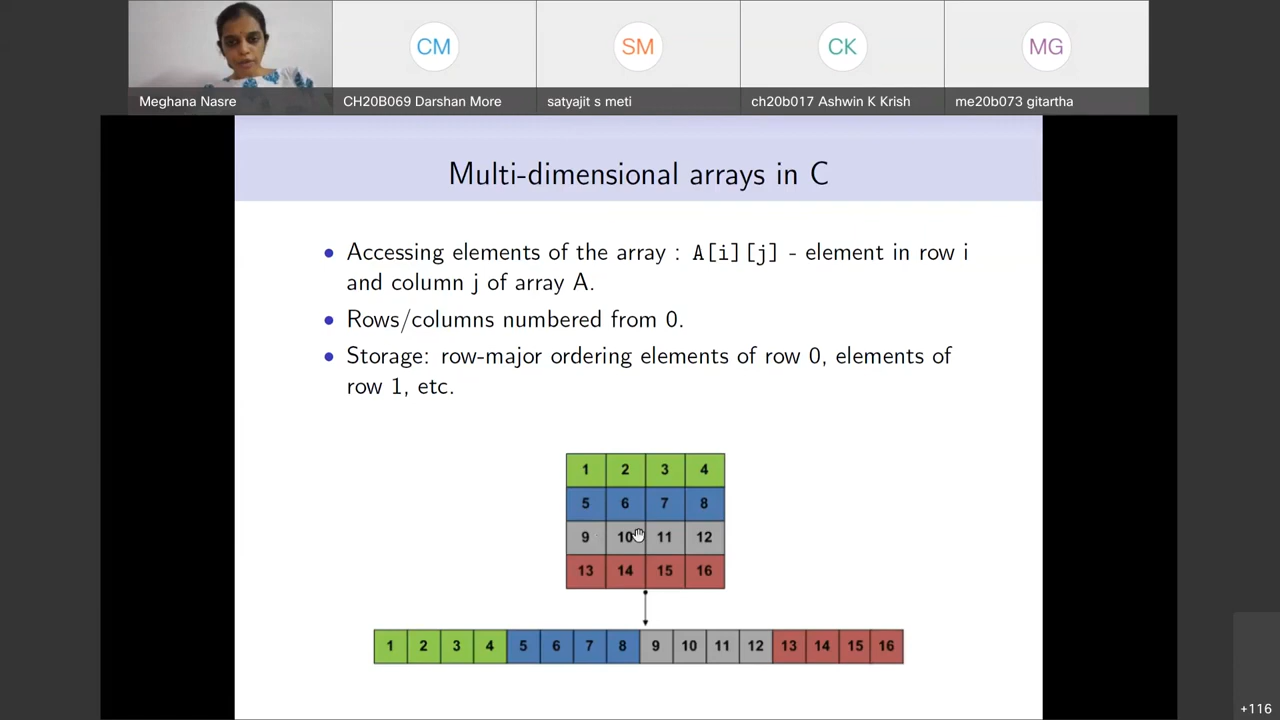 CM
SM
CK
MG
Meghana Nasre
CH20B069 Darshan More
satyajit s meti
ch20b017 Ashwin K Krish
me20b073 gitartha
Multi-dimensional arrays in C
• Accessing elements of the array : A[i][j] - element in row i
and column j of array A.
• Rows/columns numbered from 0.
• Storage: row-major ordering elements of row 0, elements of
row 1, etc.
1 2 3 4
5 6 7 8
9 10 11 12
13 14 15 16
1 2 3 4 5 6 7 8 9 10 11 12 13 14 15 16
+116